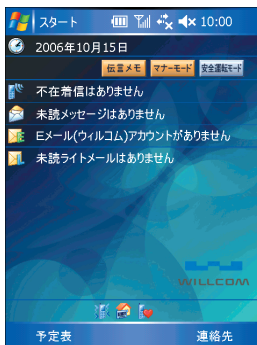 スタート 10:00
2006年10月15日
伝言メモ マナーモード 安全運転モード
不在着信はありません
未読メッセージはありません
Eメール(ウィルコム)アカウントがありません
未読ライトメールはありません
WILLCOM
予定表 連絡先